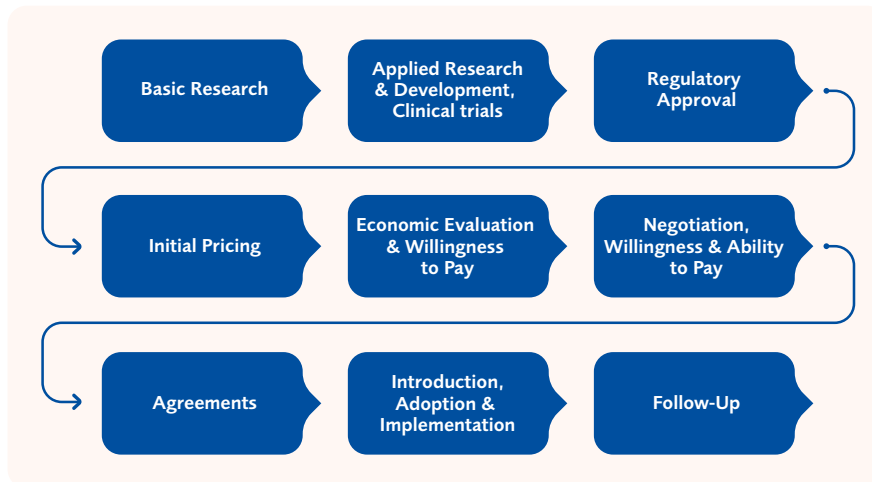 Basic Research
Applied Research
& Development,
Clinical trials
Regulatory
Approval
Initial Pricing
Economic Evaluation
& Willingness
to Pay
Negotiation,
Willingness & Ability
to Pay
Agreements
Introduction,
Adoption &
Implementation
Follow-Up